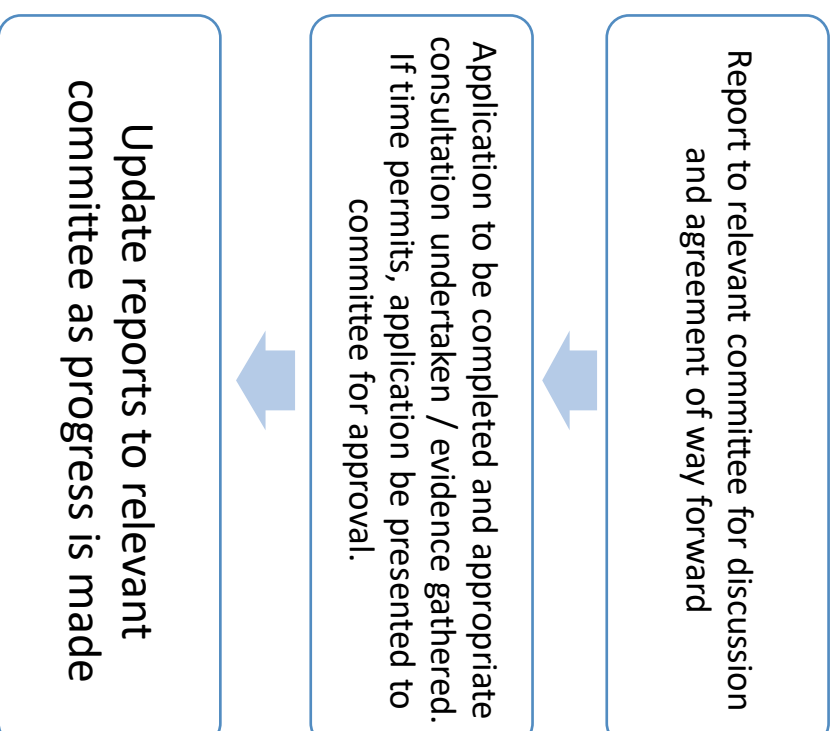 Report to relevant committee for discussion
and agreement of way forward
Application to be completed and appropriate
consultation undertaken / evidence gathered.
If time permits, application be presented to
committee for approval.
Update reports to relevant
committee as progress is made